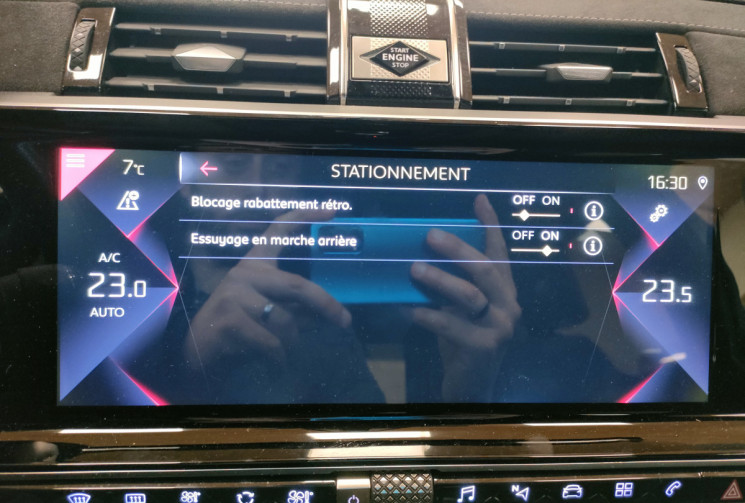 START
ENGINE
STOP
7°C
STATIONNEMENT
16:30
Blocage rabattement rétro. OFF ON
Essuyage en marche arrière OFF ON
A/C
23.0
AUTO
23.5